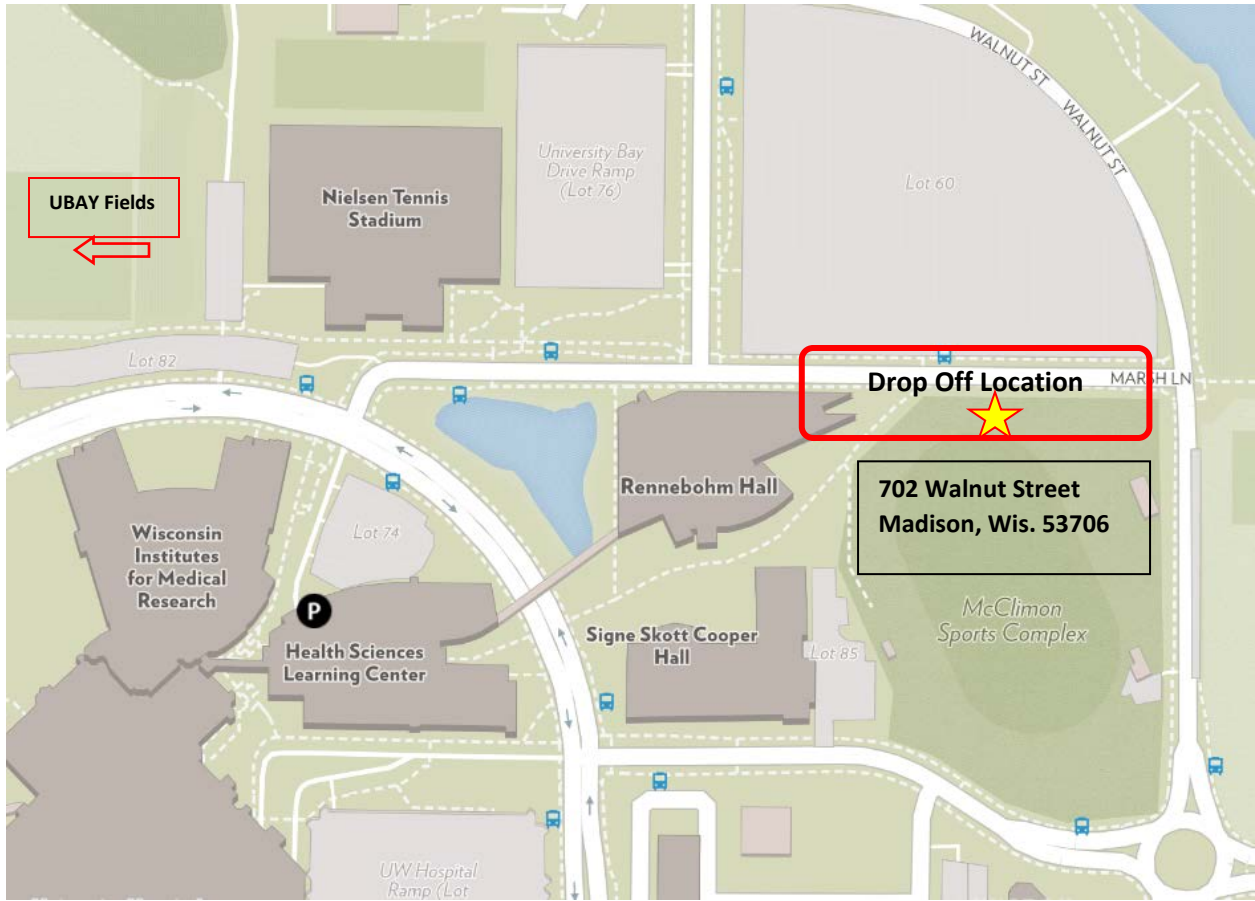 WALNUT ST
WALNUT ST
University Bay
Drive Ramp
(Lot 76)
Lot 60
UBAY Fields
Nielsen Tennis
Stadium
Lot 82
Drop Off Location
MARSH LN
Rennebohm Hall
702 Walnut Street
Madison, Wis. 53706
Wisconsin
Institutes
for Medical
Research
Lot 74
P
McClimon
Sports Complex
Health Sciences
Learning Center
Signe Skott Cooper
Hall
Lot 85
UW Hospital
Ramp (Lot